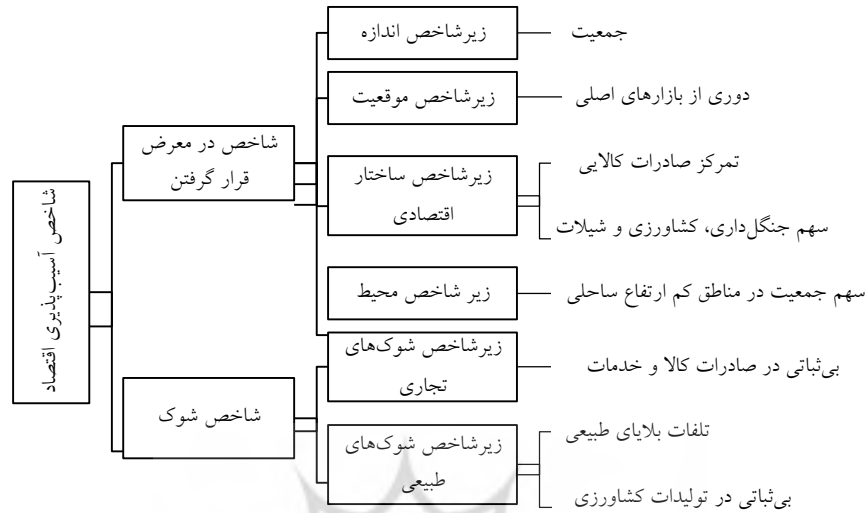 شاخص آسیب‌پذیری اقتصاد
شاخص در معرض
قرار گرفتن
زیرشاخص اندازه
جمعیت
زیرشاخص موقعیت
دوری از بازارهای اصلی
زیرشاخص ساختار
اقتصادی
تمرکز صادرات کالایی
سهم جنگل‌داری، کشاورزی و شیلات
زیر شاخص محیط
سهم جمعیت در مناطق کم ارتفاع ساحلی
شاخص شوک
زیرشاخص شوک‌های
تجاری
بی‌ثباتی در صادرات کالا و خدمات
زیرشاخص شوک‌های
طبیعی
تلفات بلایای طبیعی
بی‌ثباتی در تولیدات کشاورزی